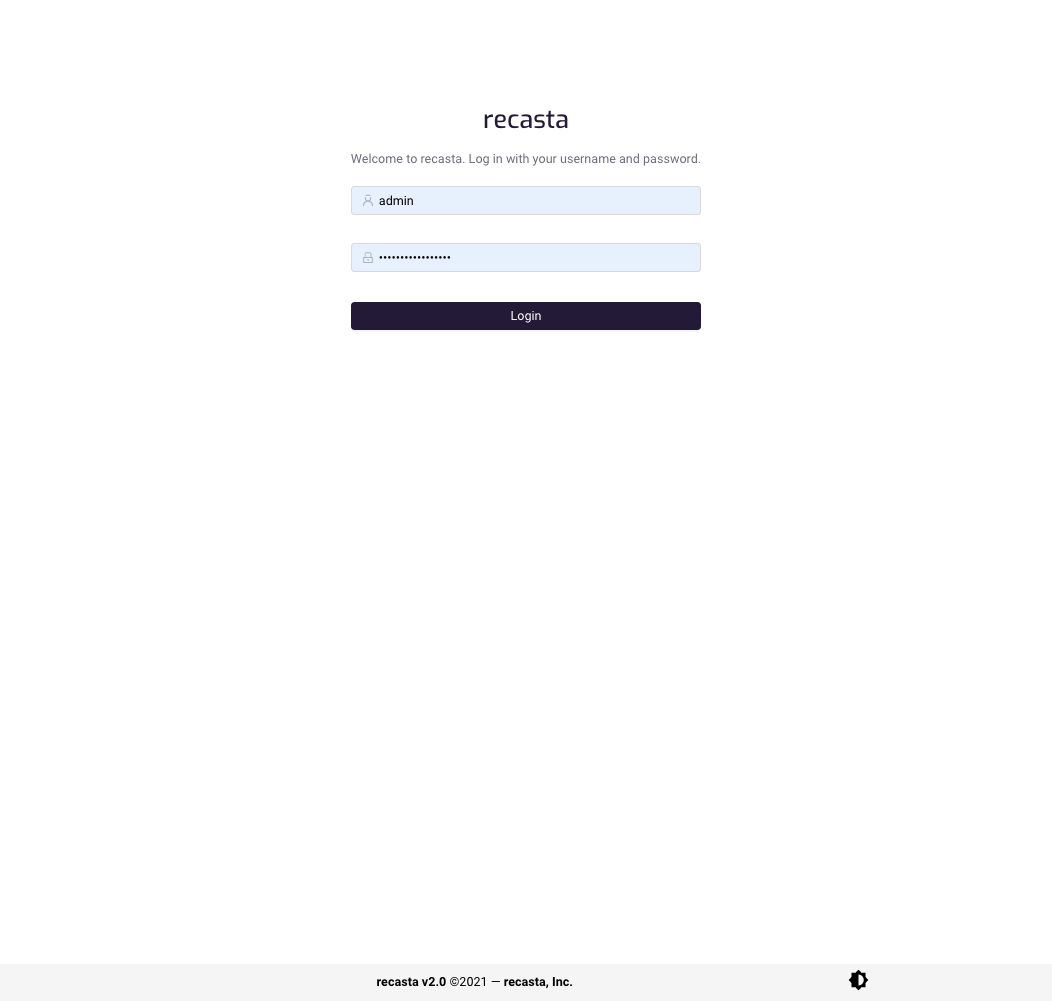 recasta
Welcome to recasta. Log in with your username and password.
admin
•••••••••••••••••
Login
recasta v2.0 ©2021 — recasta, Inc.